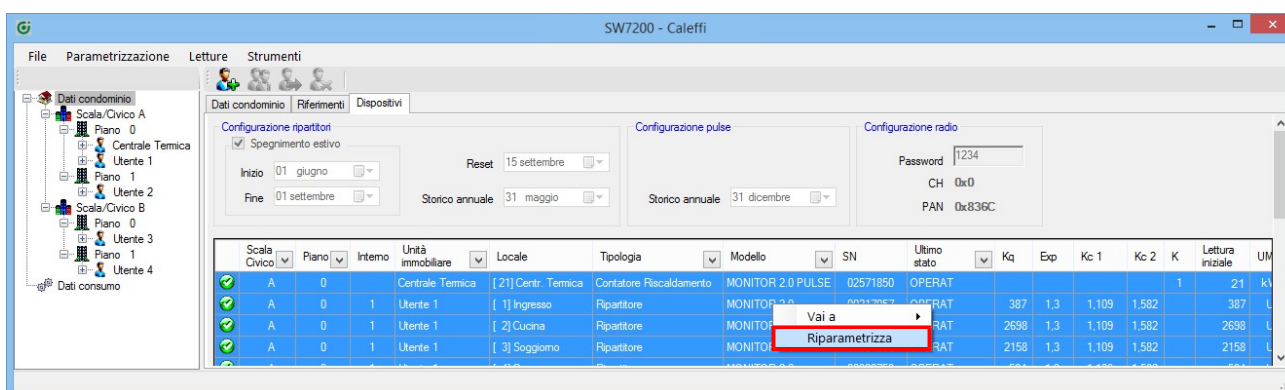 SW7200 - Caleffi
File Parametrizzazione Letture Strumenti
Dati condominio
Scala/Civico A
Piano 0
Centrale Termica
Utente 1
Piano 1
Utente 2
Scala/Civico B
Piano 0
Utente 3
Piano 1
Utente 4
Dati consumo
Dati condominio Riferimenti Dispositivi
Configurazione ripartitori
Spegnimento estivo
Inizio 01 giugno
Fine 01 settembre
Reset 15 settembre
Storico annuale 31 maggio
Configurazione pulse
Storico annuale 31 dicembre
Configurazione radio
Password 1234
CH 0x0
PAN 0x836C
Scala Civico Piano Interno Unità immobiliare Locale Tipologia Modello SN Ultimo stato Kq Exp Kc 1 Kc 2 K Lettura iniziale UM
A 0 Centrale Termica [ 21] Centr. Termica Contatore Riscaldamento MONITOR 2.0 PULSE 02571850 OPERAT 1 21
A 0 1 Utente 1 [ 1] Ingresso Ripartitore 387 1,3 1,109 1,582 387
A 0 1 Utente 1 [ 2] Cucina Ripartitore 2698 1,3 1,109 1,582 2698
A 0 1 Utente 1 [ 3] Soggiorno Ripartitore 2158 1,3 1,109 1,582 2158
Vai a
Riparametrizza